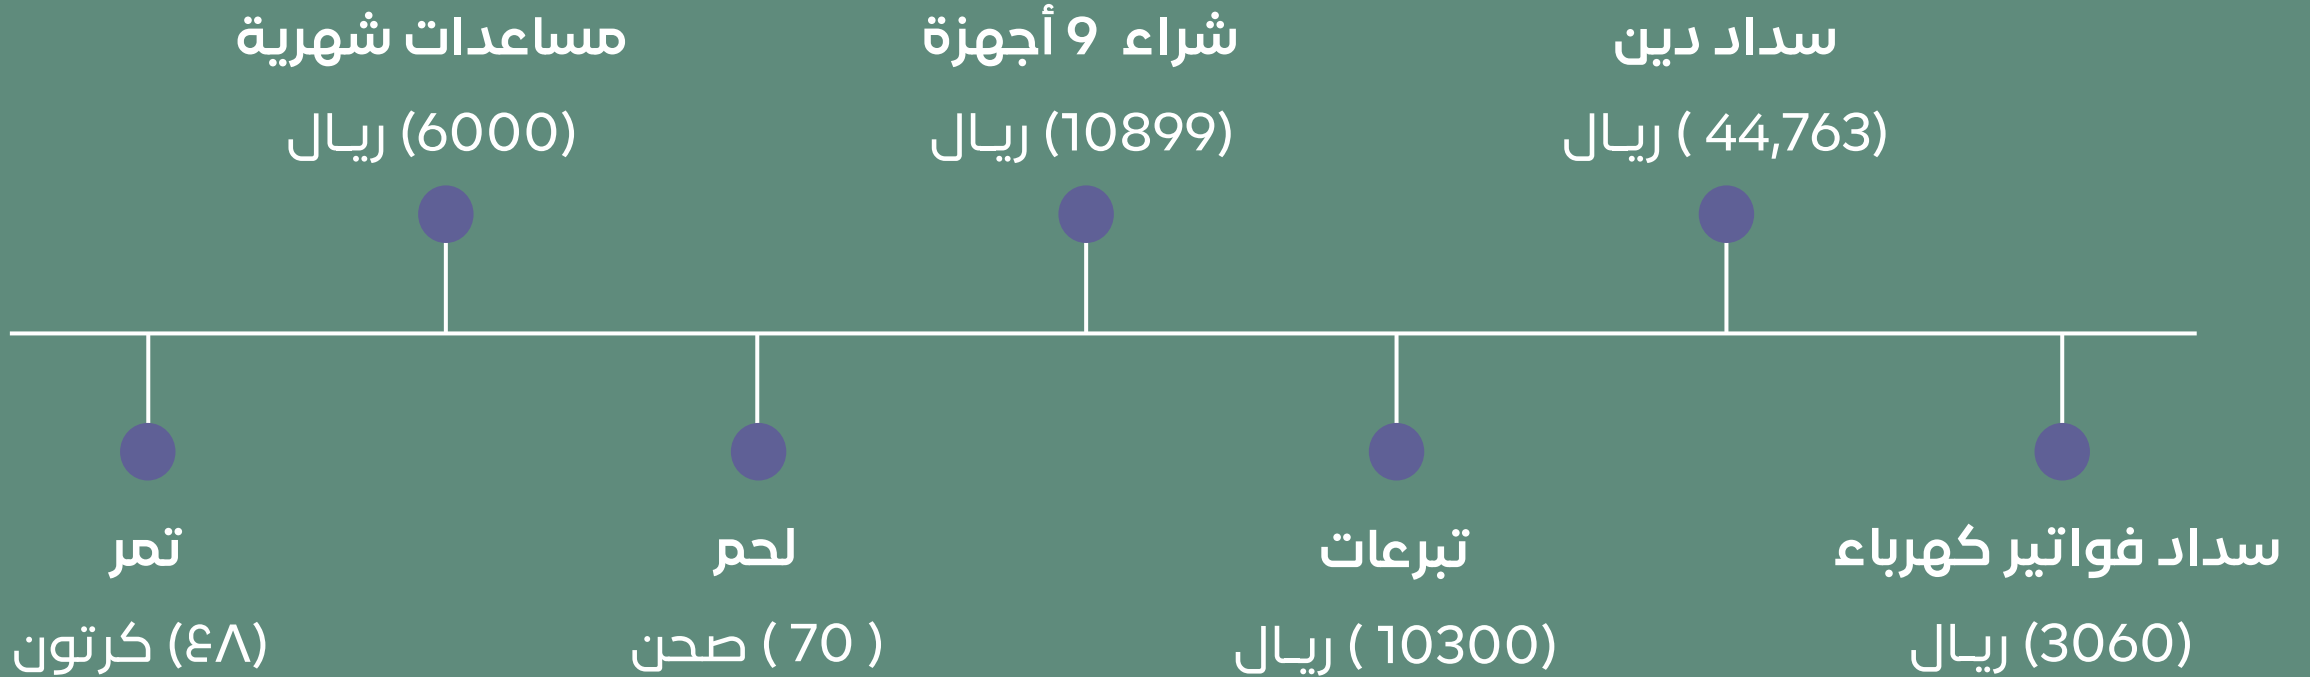 سداد دين
(44,763 ) ريال
شراء 9 أجهزة
(10899) ريال
مساعدات شهرية
(6000) ريال
سداد فواتير كهرباء
(3060) ريال
تبرعات
(10300 ) ريال
لحم
( 70 ) صحن
تمر
(٤٨) كرتون